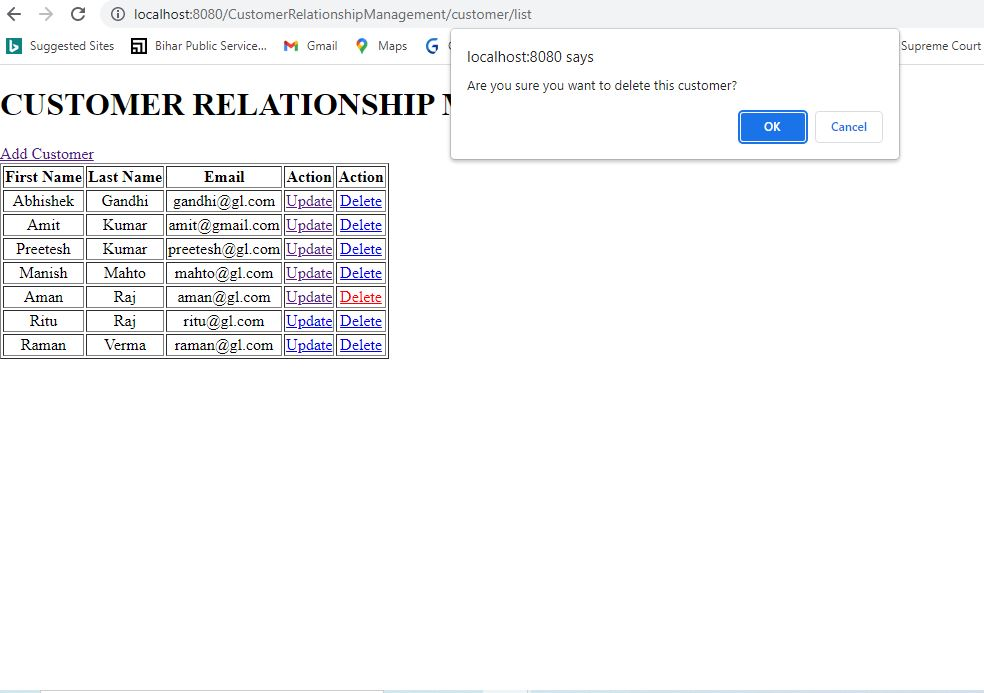 localhost:8080/CustomerRelationshipManagement/customer/list
Suggested Sites Bihar Public Service... Gmail Maps Supreme Court
localhost:8080 says
Are you sure you want to delete this customer?
OK Cancel
CUSTOMER RELATIONSHIP
Add Customer
First Name Last Name Email Action Action
Abhishek Gandhi gandhi@gl.com Update Delete
Amit Kumar amit@gmail.com Update Delete
Preetesh Kumar preetesh@gl.com Update Delete
Manish Mahto mahto@gl.com Update Delete
Aman Raj aman@gl.com Update Delete
Ritu Raj ritu@gl.com Update Delete
Raman Verma raman@gl.com Update Delete